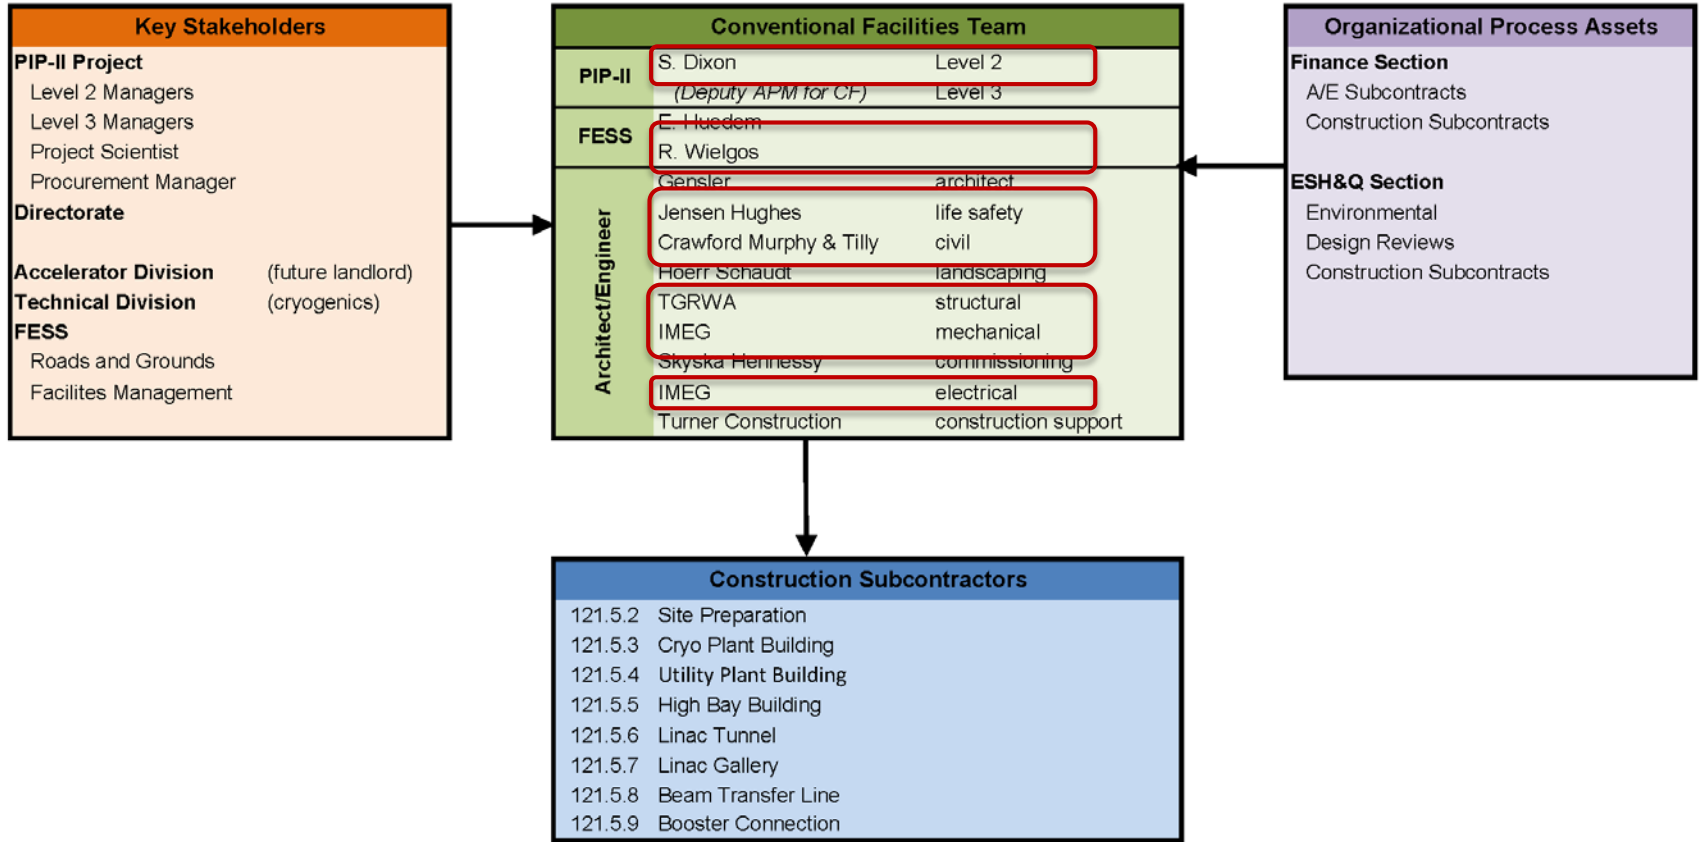 Key Stakeholders
PIP-II Project
Level 2 Managers
Level 3 Managers
Project Scientist
Procurement Manager
Directorate
Accelerator Division (future landlord)
Technical Division (cryogenics)
FESS
Roads and Grounds
Facilites Management
Conventional Facilities Team
PIP-II
S. Dixon Level 2
(Deputy APM for CF) Level 3
FESS
E. Huedem
R. Wielgos
Architect/Engineer
Gensler architect
Jensen Hughes life safety
Crawford Murphy & Tilly civil
Hoerr Schaudt landscaping
TGRWA structural
IMEG mechanical
Skyska Hennessy commissioning
IMEG electrical
Turner Construction construction support
Organizational Process Assets
Finance Section
A/E Subcontracts
Construction Subcontracts
ESH&Q Section
Environmental
Design Reviews
Construction Subcontracts
Construction Subcontractors
121.5.2 Site Preparation
121.5.3 Cryo Plant Building
121.5.4 Utility Plant Building
121.5.5 High Bay Building
121.5.6 Linac Tunnel
121.5.7 Linac Gallery
121.5.8 Beam Transfer Line
121.5.9 Booster Connection